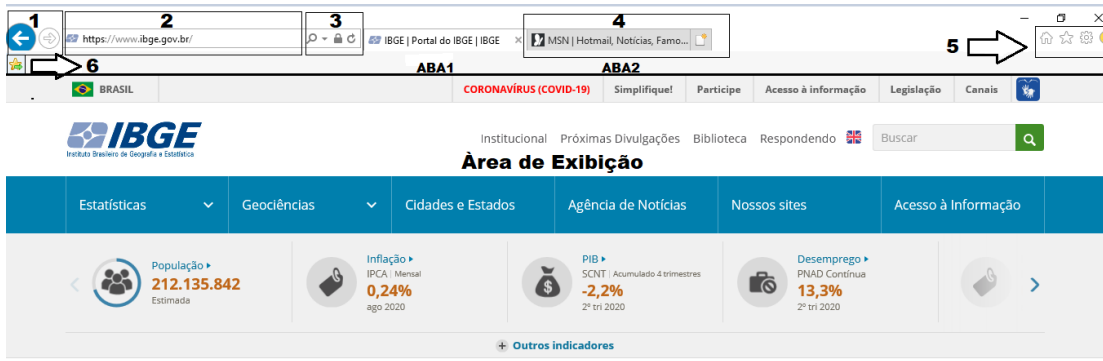 1 2 3 4
https://www.ibge.gov.br/ IBGE | Portal do IBGE | IBGE MSN | Hotmail, Notícias, Famo...
5
6 ABA1 ABA2
BRASIL CORONAVÍRUS (COVID-19) Simplifique! Participe Acesso à informação Legislação Canais
IBGE Institucional Próximas Divulgações Biblioteca Respondendo Buscar
Instituto Brasileiro de Geografia e Estatística
Àrea de Exibição
Estatísticas Geociências Cidades e Estados Agência de Notícias Nossos sites Acesso à Informação
População
212.135.842
Estimada
Inflação
IPCA | Mensal
0,24%
ago 2020
PIB
SCNT | Acumulado 4 trimestres
-2,2%
2º tri 2020
Desemprego
PNAD Contínua
13,3%
2º tri 2020
+ Outros indicadores